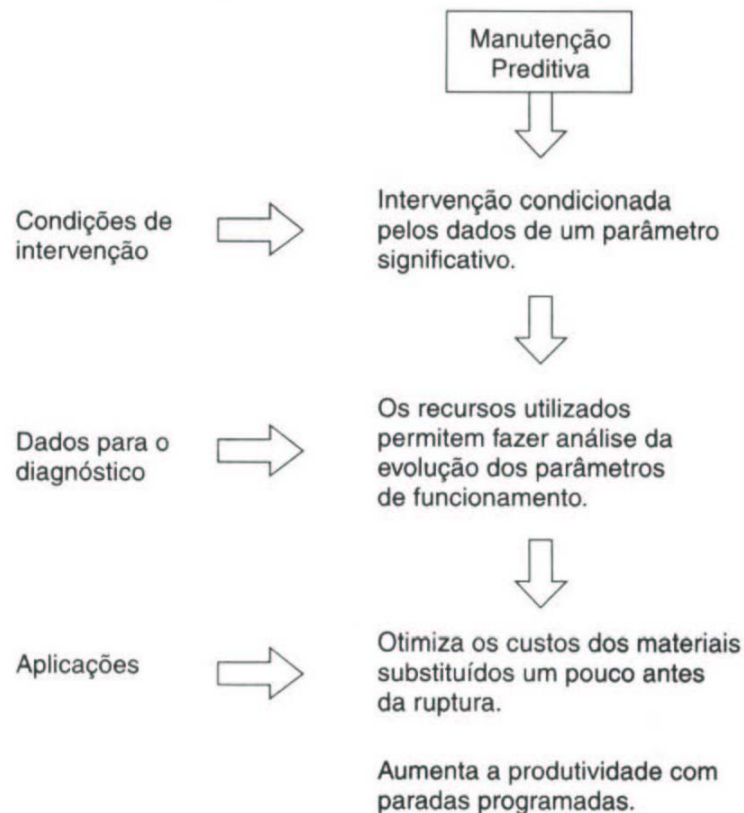 Manutenção
Preditiva
Condições de
intervenção
Intervenção condicionada
pelos dados de um parâmetro
significativo.
Dados para o
diagnóstico
Os recursos utilizados
permitem fazer análise da
evolução dos parâmetros
de funcionamento.
Aplicações
Otimiza os custos dos materiais
substituídos um pouco antes
da ruptura.
Aumenta a produtividade com
paradas programadas.